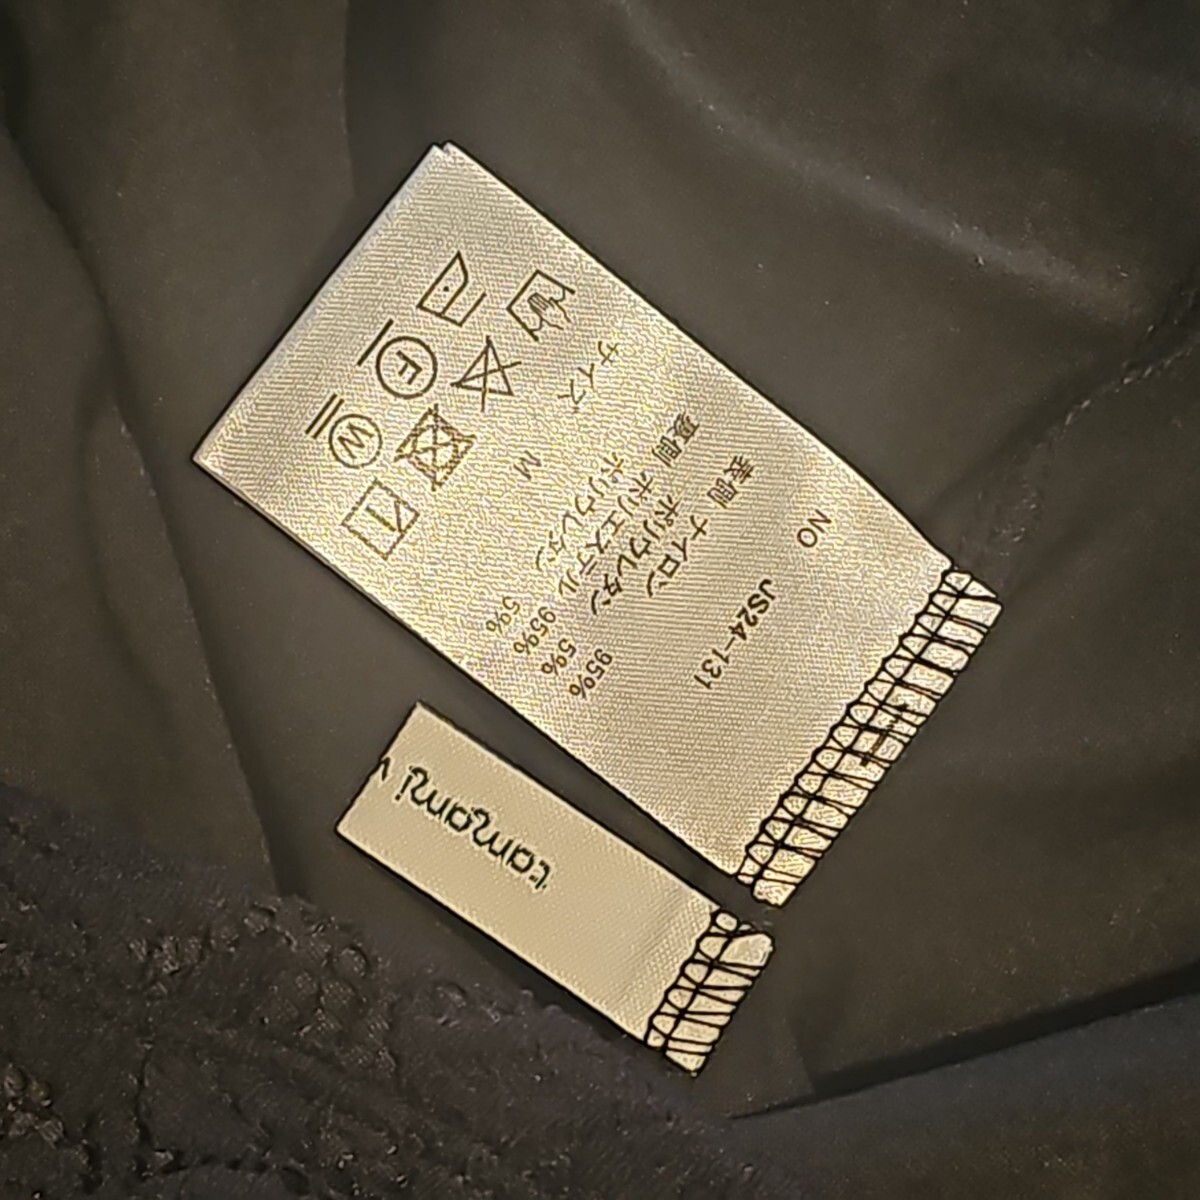 NO JS24-131
表側 ナイロン 95%
ポリウレタン 5%
裏側 ポリエステル 95%
ポリウレタン 5%
サイズ M
F
W